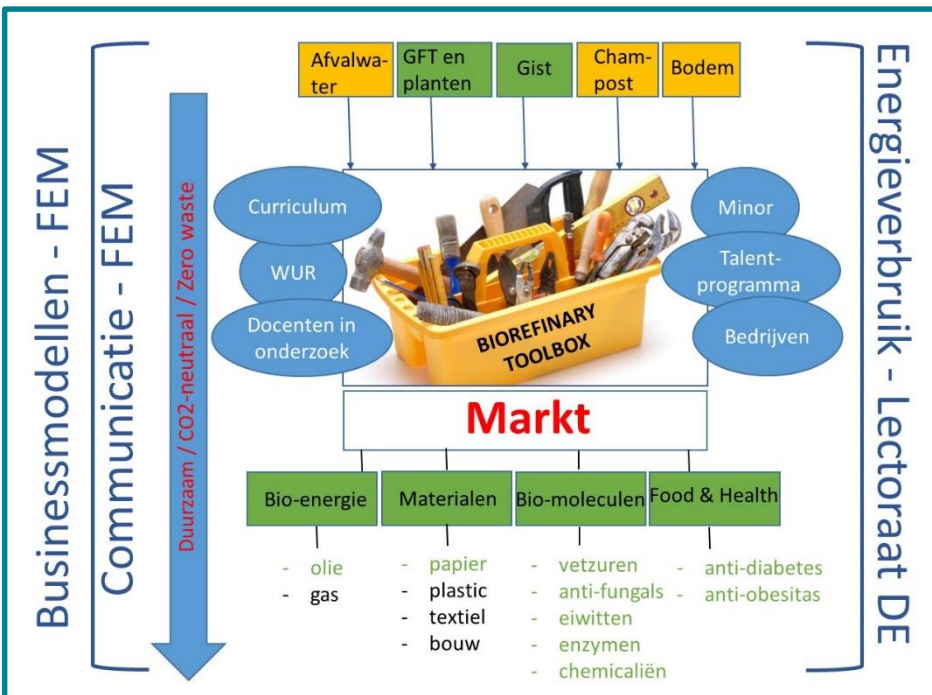 Businessmodellen - FEM
Communicatie - FEM
Duurzaam / CO2-neutraal / Zero waste
Afvalwa-
ter
GFT en
planten
Gist
Cham-
post
Bodem
Curriculum
WUR
Docenten in
onderzoek
BIOREFINARY
TOOLBOX
Minor
Talent-
programma
Bedrijven
Markt
Bio-energie
- olie
- gas
Materialen
- papier
- plastic
- textiel
- bouw
Bio-moleculen
- vetzuren
- anti-fungals
- eiwitten
- enzymen
- chemicaliën
Food & Health
- anti-diabetes
- anti-obesitas
Energieverbruik - Lectoraat DE